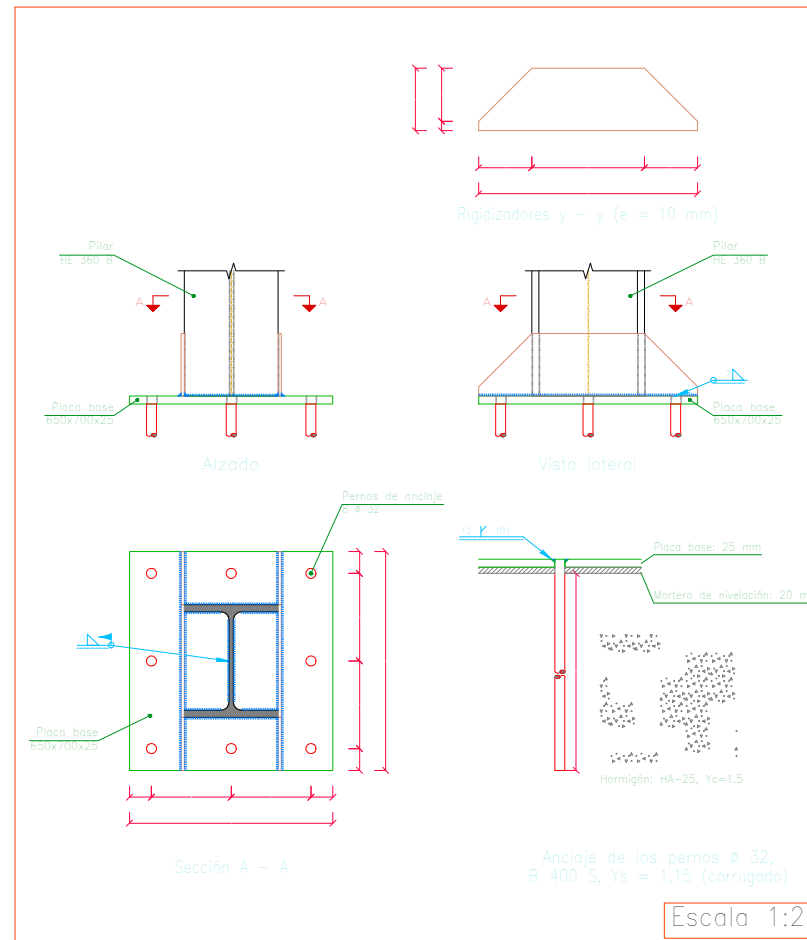 Rigidizadores y - y (e = 10 mm)
Pilar
HE 360 B
Pilar
HE 360 B
A
A
A
A
Placa base
650x700x25
Placa base
650x700x25
Alzado
Vista lateral
Pernos de anclaje
8 Ø 32
Placa base: 25 mm
Mortero de nivelación: 20 m
Placa base
650x700x25
Hormigón: HA-25, Yc=1.5
Sección A - A
Anclaje de los pernos Ø 32,
B 400 S, Ys = 1.15 (corrugado)
Escala 1:2